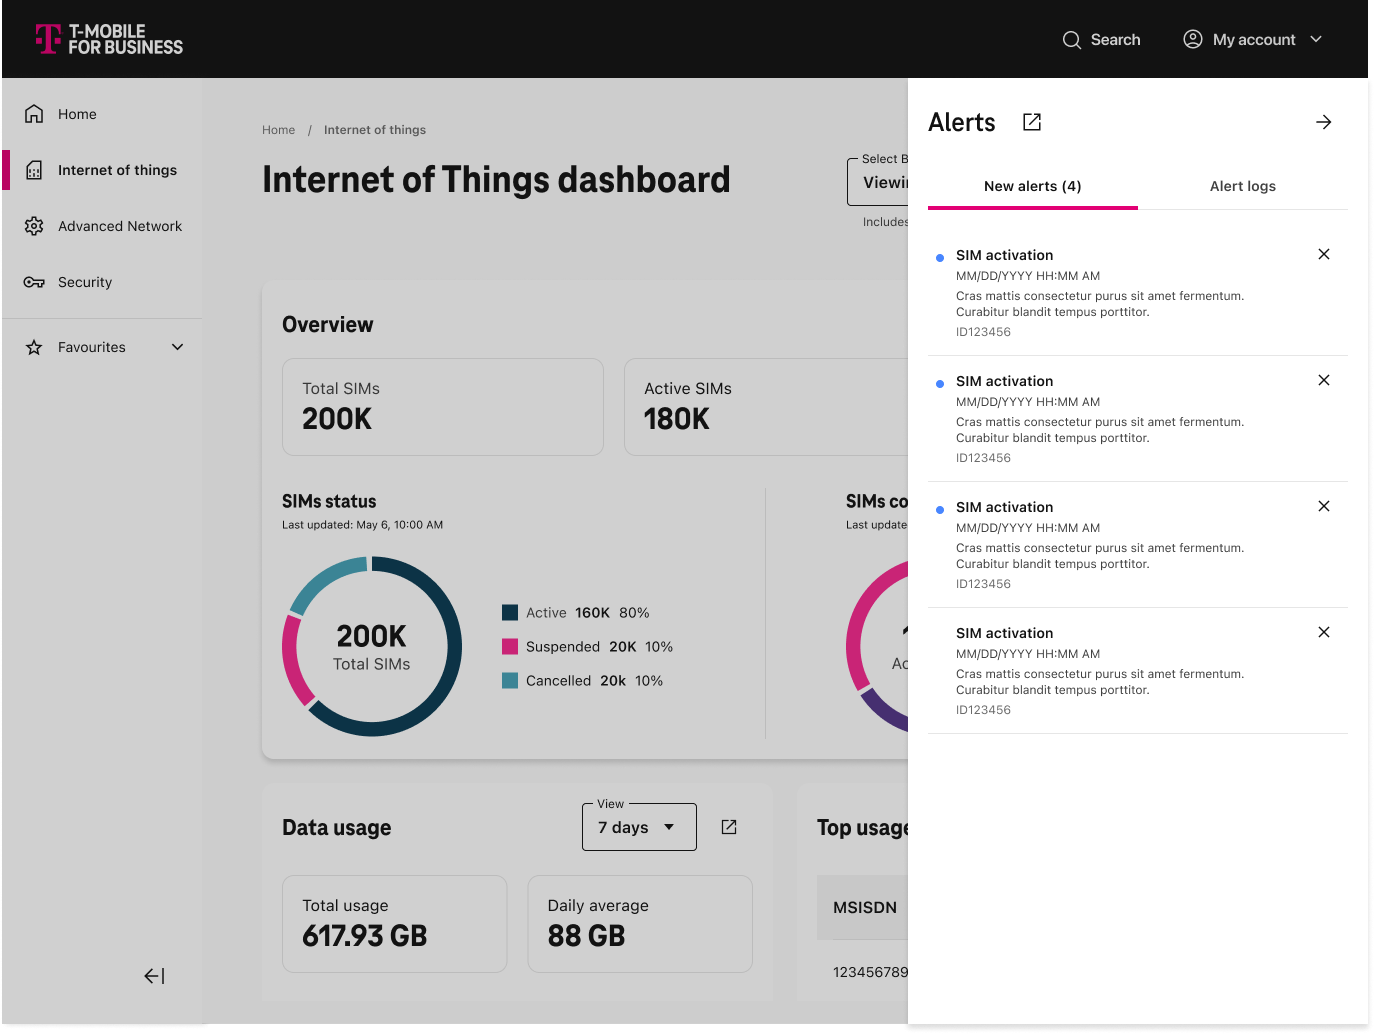 T-MOBILE
FOR BUSINESS
Search
My account
Home
Internet of things
Advanced Network
Security
Favourites
Home / Internet of things
Internet of Things dashboard
Select B
Viewin
Includes
Overview
Total SIMs
200K
Active SIMs
180K
SIMs status
Last updated: May 6, 10:00 AM
200K
Total SIMs
Active 160K 80%
Suspended 20K 10%
Cancelled 20k 10%
SIMs co
Last update
Ac
Data usage
View
7 days
Total usage
617.93 GB
Daily average
88 GB
Top usage
MSISDN
123456789
Alerts
New alerts (4)
Alert logs
SIM activation
MM/DD/YYYY HH:MM AM
Cras mattis consectetur purus sit amet fermentum.
Curabitur blandit tempus porttitor.
ID123456
SIM activation
MM/DD/YYYY HH:MM AM
Cras mattis consectetur purus sit amet fermentum.
Curabitur blandit tempus porttitor.
ID123456
SIM activation
MM/DD/YYYY HH:MM AM
Cras mattis consectetur purus sit amet fermentum.
Curabitur blandit tempus porttitor.
ID123456
SIM activation
MM/DD/YYYY HH:MM AM
Cras mattis consectetur purus sit amet fermentum.
Curabitur blandit tempus porttitor.
ID123456